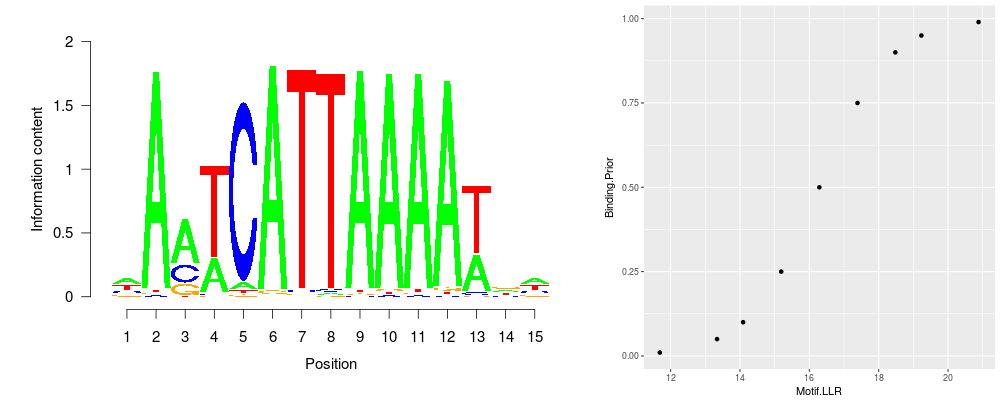 2
1.5
1
0.5
0
Information content
1 2 3 4 5 6 7 8 9 10 11 12 13 14 15
Position
A A A C G T A C A A T T A A A A T A A
1.00
0.75
0.50
0.25
0.00
Binding.Prior
12 14 16 18 20
Motif.LLR